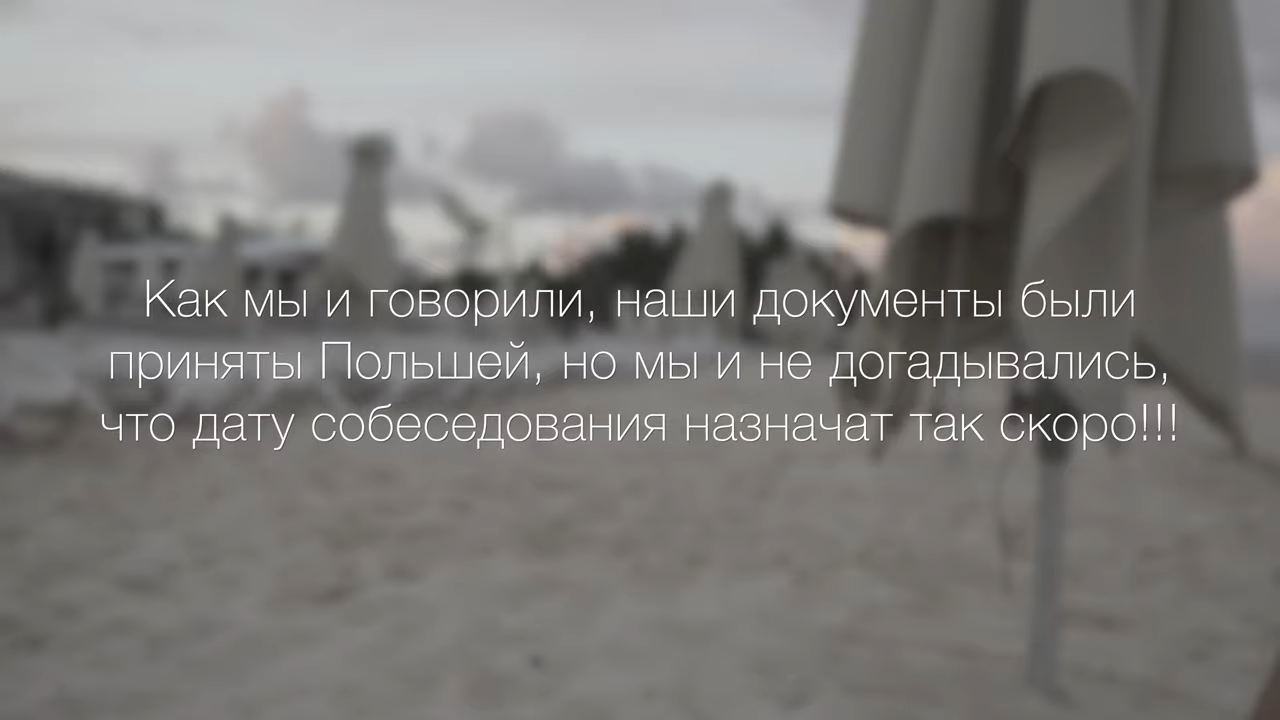 Как мы и говорили, наши документы были
приняты Польшей, но мы и не догадывались,
что дату собеседования назначат так скоро!!!